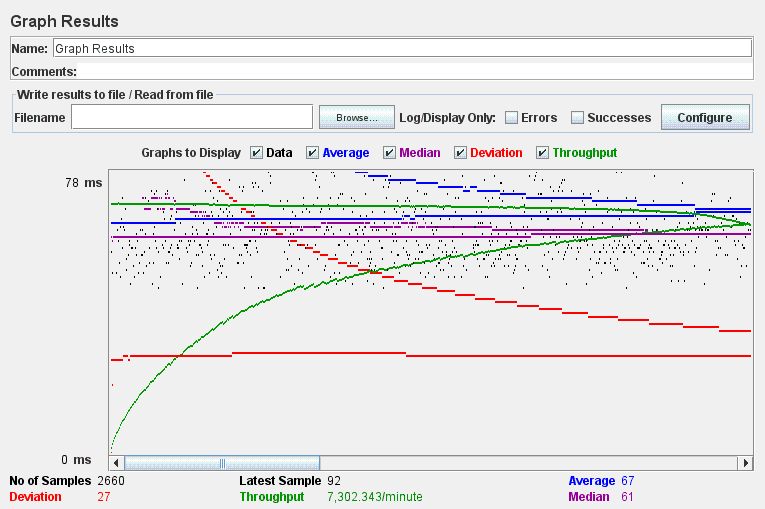 Graph Results
Name: Graph Results
Comments:
Write results to file / Read from file
Filename Browse... Log/Display Only: Errors Successes Configure
Graphs to Display Data Average Median Deviation Throughput
78 ms
0 ms
No of Samples 2660 Latest Sample 92 Average 67
Deviation 27 Throughput 7,302.343/minute Median 61